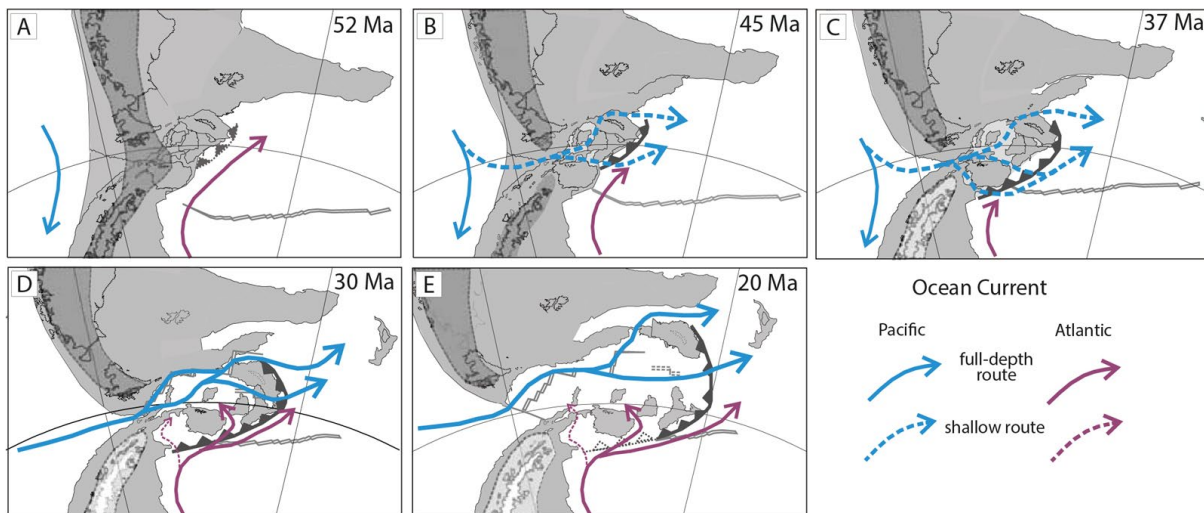 A 52 Ma
B 45 Ma
C 37 Ma
D 30 Ma
E 20 Ma
Ocean Current
Pacific Atlantic
full-depth
route
shallow route